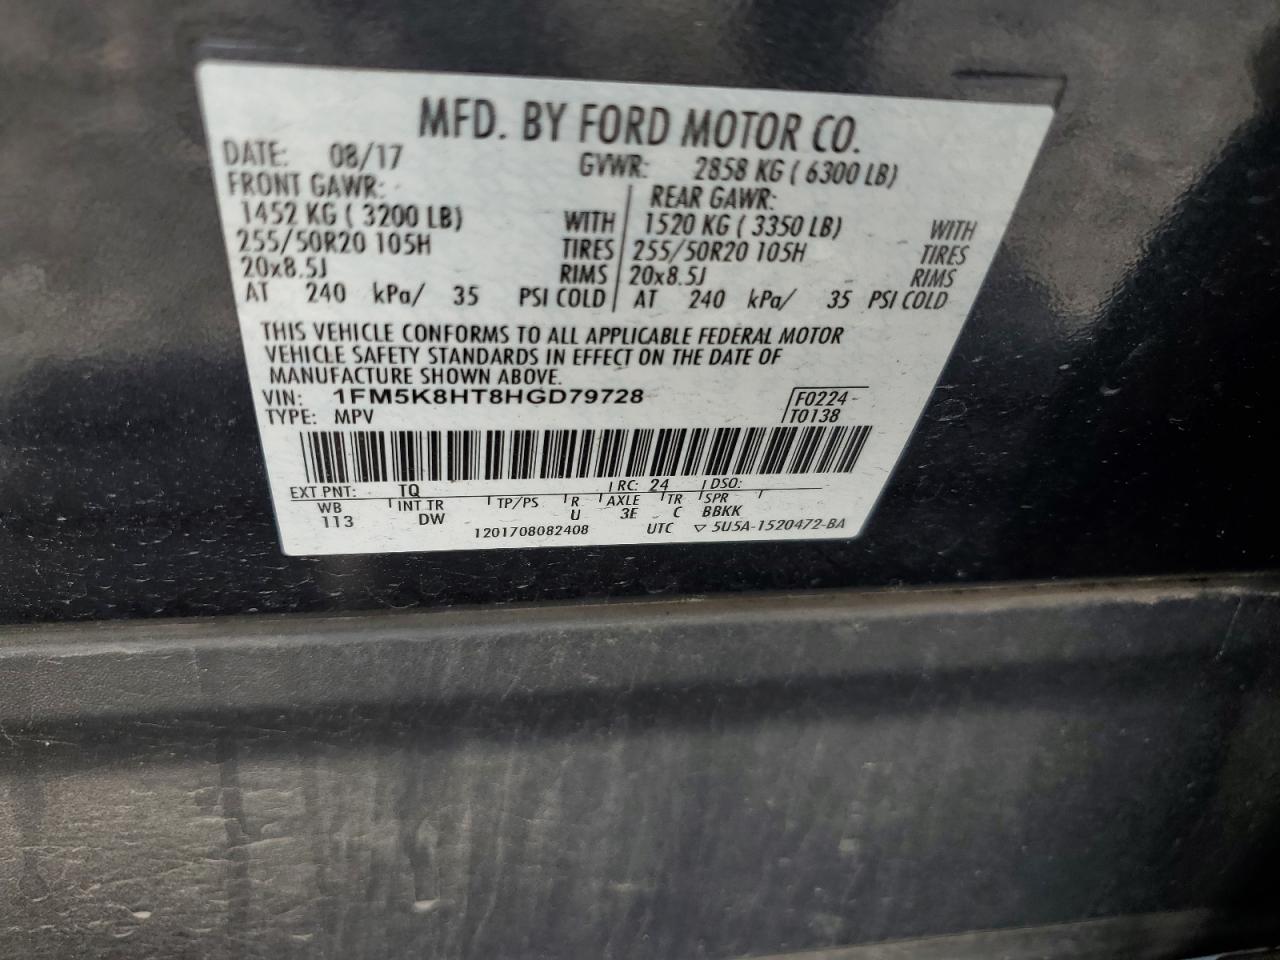 MFD. BY FORD MOTOR CO.
DATE: 08/17 GVWR: 2858 KG ( 6300 LB)
FRONT GAWR: REAR GAWR:
1452 KG ( 3200 LB) WITH 1520 KG ( 3350 LB) WITH
255/50R20 105H TIRES 255/50R20 105H TIRES
20x8.5J RIMS 20x8.5J RIMS
AT 240 kPa/ 35 PSI COLD AT 240 kPa/ 35 PSI COLD
THIS VEHICLE CONFORMS TO ALL APPLICABLE FEDERAL MOTOR
VEHICLE SAFETY STANDARDS IN EFFECT ON THE DATE OF
MANUFACTURE SHOWN ABOVE.
VIN: 1FM5K8HT8HGD79728 F0224
TYPE: MPV T0138
EXT PNT: TQ RC: 24 DSO:
WB INT TR TP/PS R AXLE TR SPR
113 DW U 3E C BBKK
1201708082408 UTC ▽ 5U5A-1520472-BA